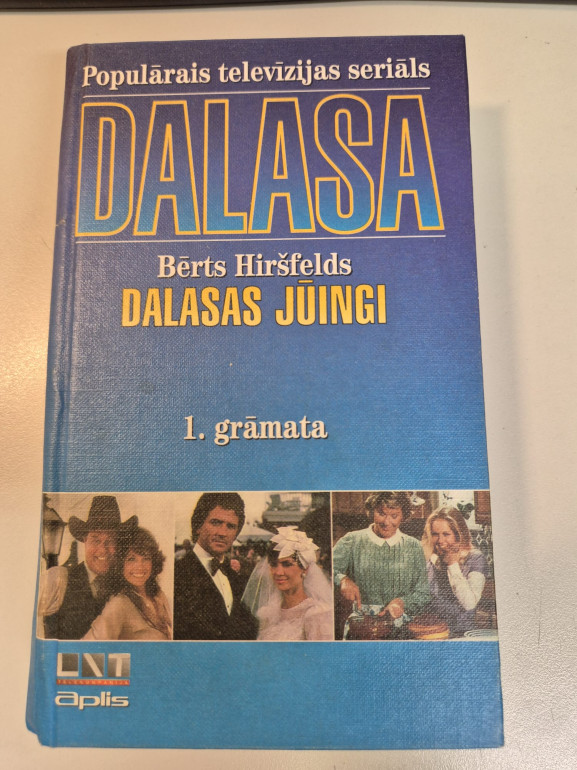 Populārais televīzijas seriāls
DALASA
Bērts Hiršfelds
DALASAS JŪINGI
1. grāmata
LNT
aplis